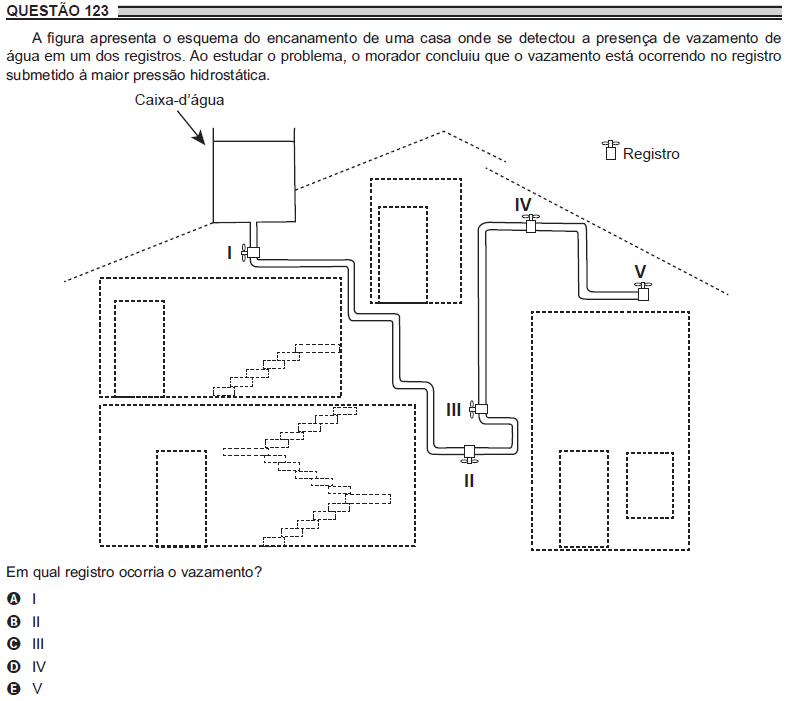 QUESTÃO 123
A figura apresenta o esquema do encanamento de uma casa onde se detectou a presença de vazamento de
água em um dos registros. Ao estudar o problema, o morador concluiu que o vazamento está ocorrendo no registro
submetido à maior pressão hidrostática.
Caixa-d'água
Registro
IV
I
V
III
II
Em qual registro ocorria o vazamento?
A I
B II
C III
D IV
E V